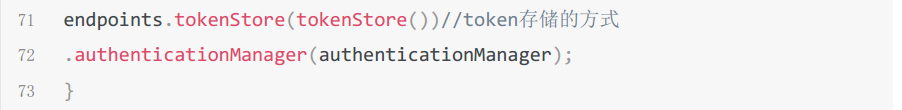 71 endpoints.tokenStore(tokenStore())//token存储的方式
72 .authenticationManager(authenticationManager);
73 }